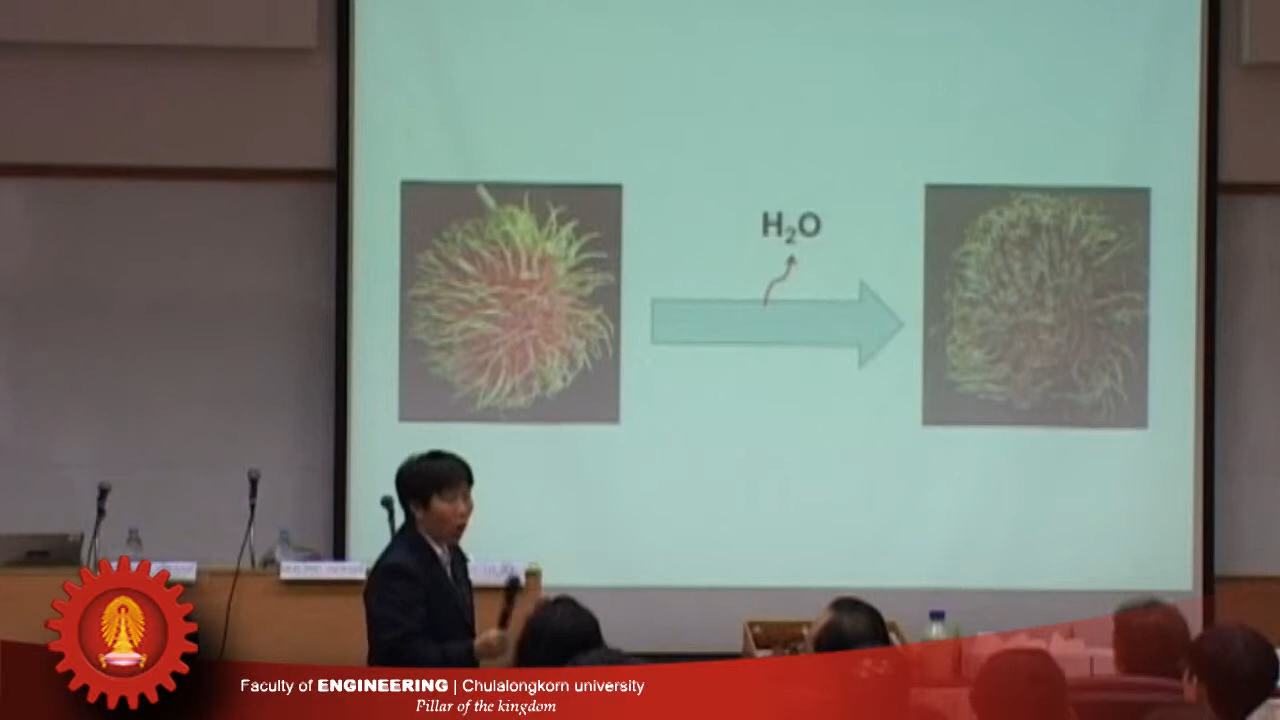 H₂O
Faculty of ENGINEERING | Chulalongkorn university
Pillar of the kingdom